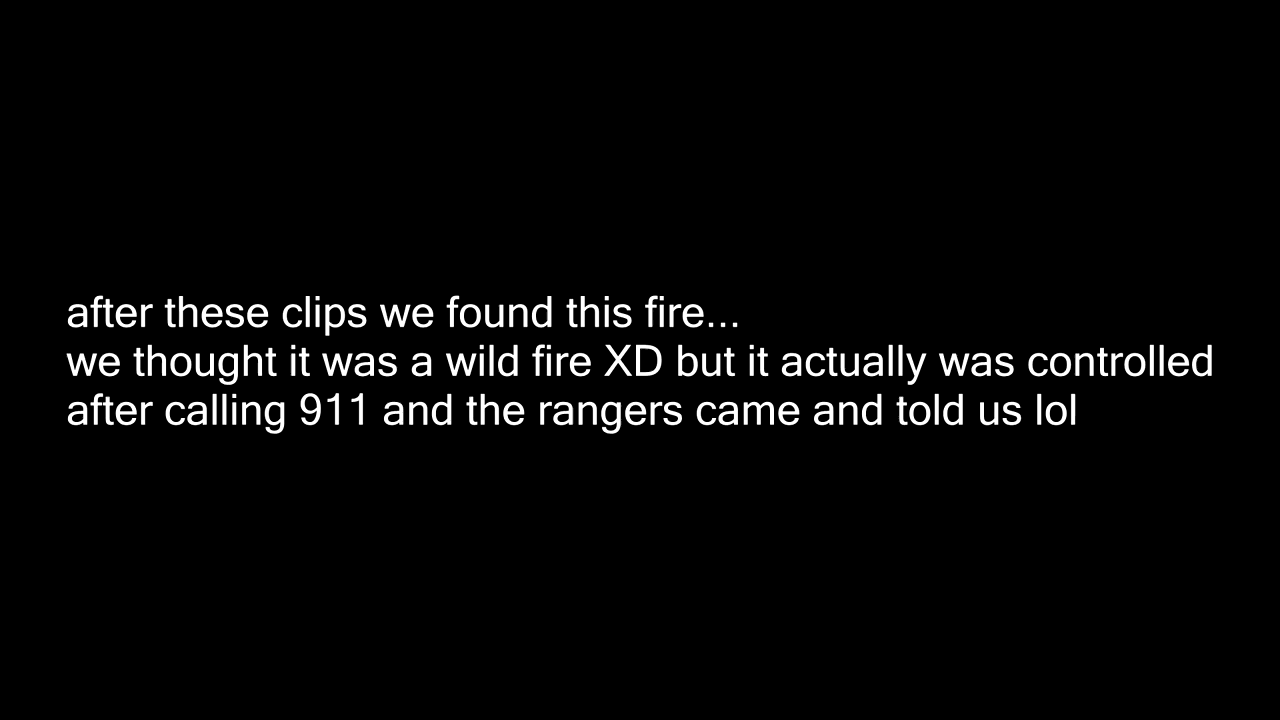 after these clips we found this fire...
we thought it was a wild fire XD but it actually was controlled
after calling 911 and the rangers came and told us lol